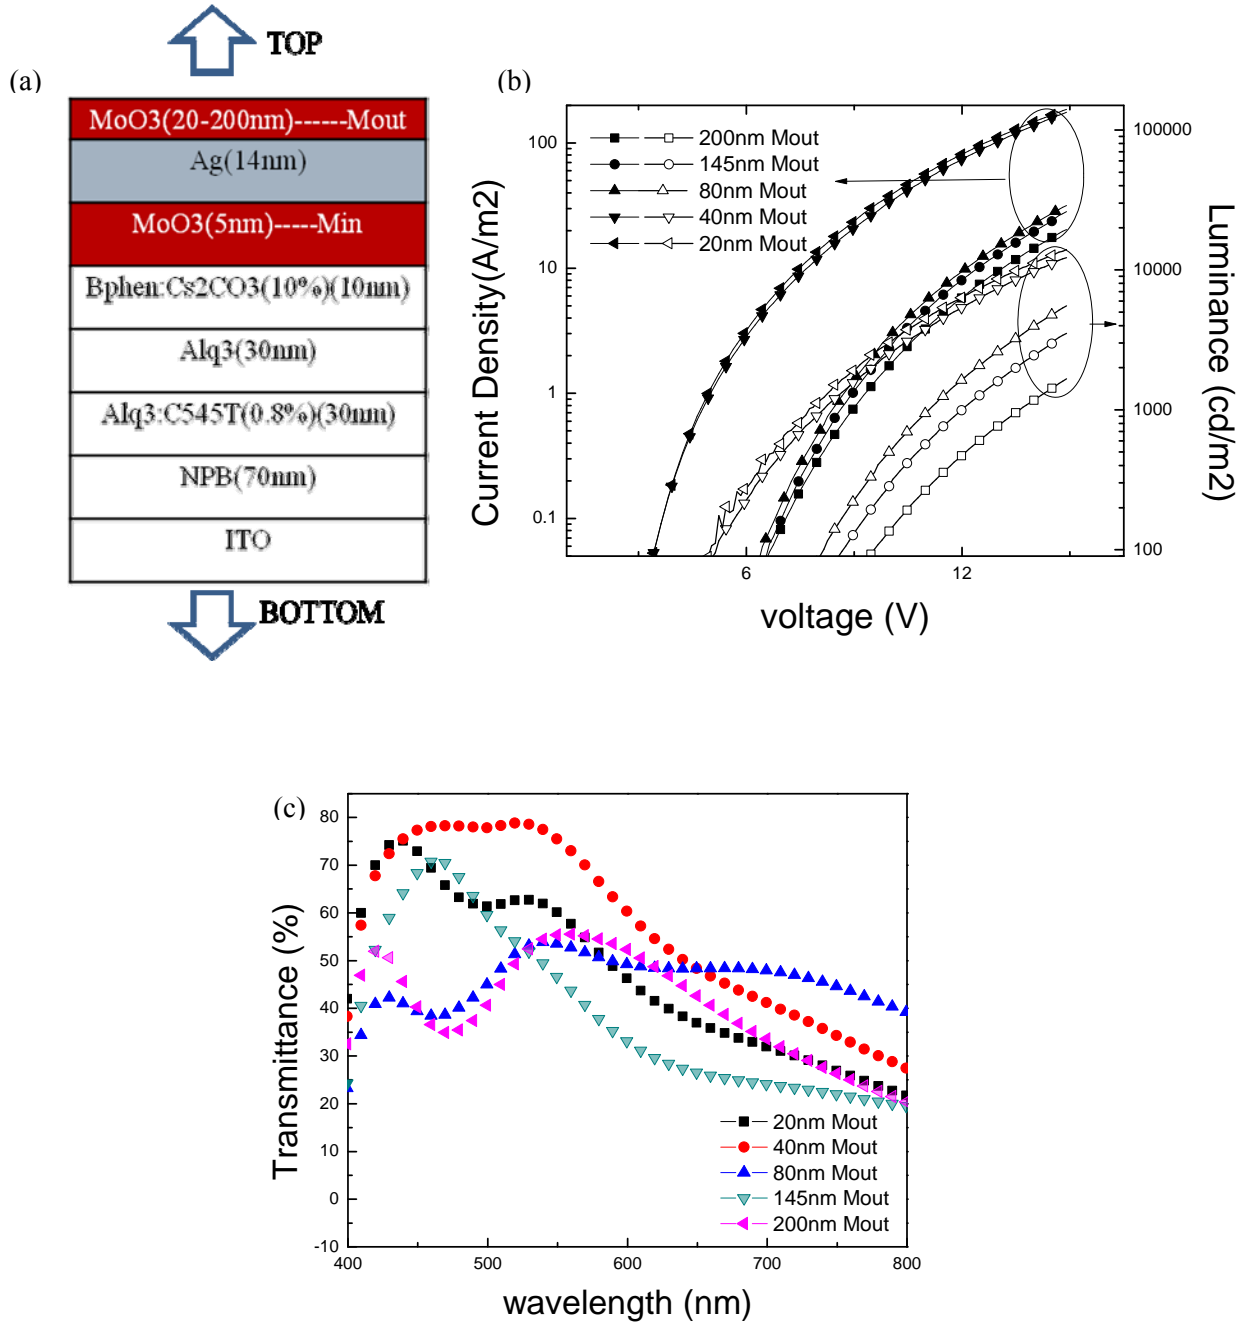 TOP
(a)
MoO3(20-200nm)------Mout
Ag(14nm)
MoO3(5nm)-----Min
Bphen:Cs2CO3(10%)(10nm)
Alq3(30nm)
Alq3:C545T(0.8%)(30nm)
NPB(70nm)
ITO
BOTTOM
(b)
200nm Mout
145nm Mout
80nm Mout
40nm Mout
20nm Mout
100
10
1
0.1
Current Density(A/m2)
100000
10000
1000
100
Luminance (cd/m2)
6
12
voltage (V)
(c)
80
70
60
50
40
30
20
10
0
-10
Transmittance (%)
20nm Mout
40nm Mout
80nm Mout
145nm Mout
200nm Mout
400
500
600
700
800
wavelength (nm)